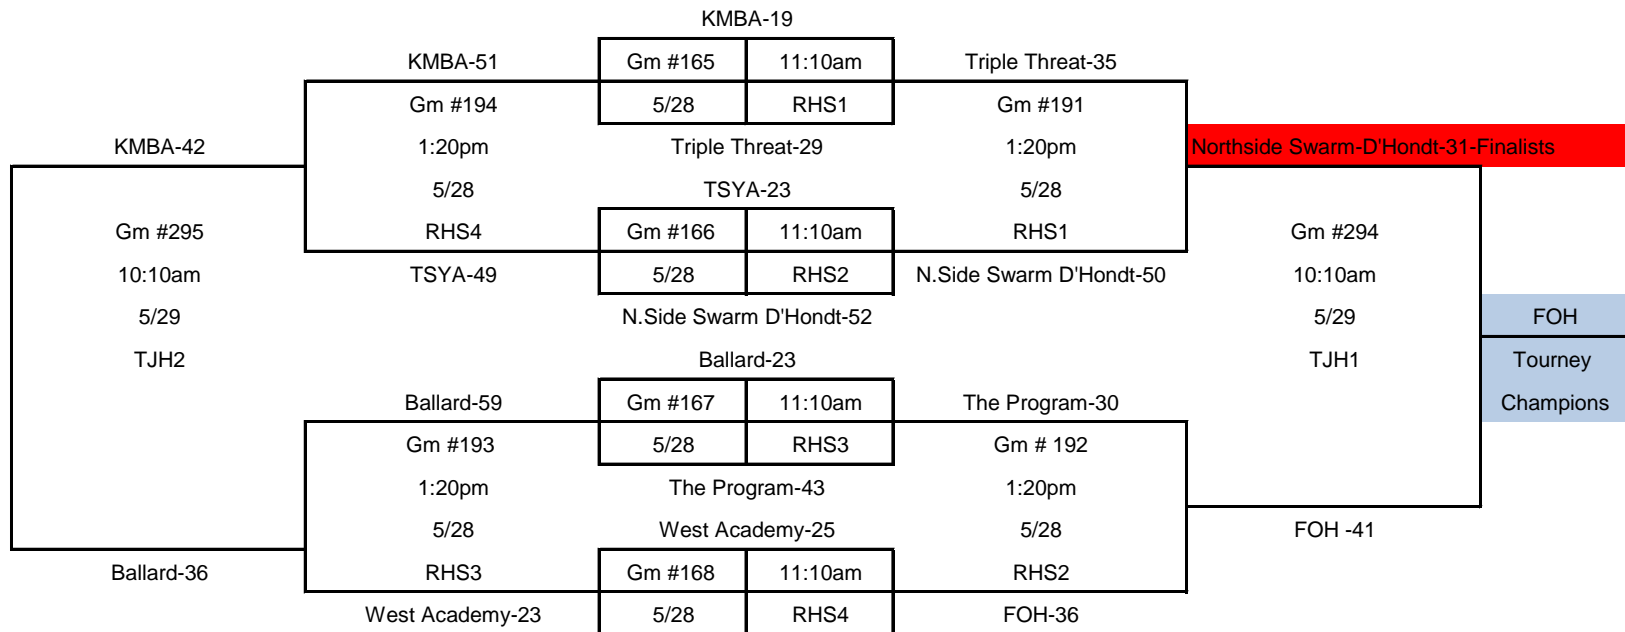 KMBA-19
KMBA-51 Gm #165 11:10am Triple Threat-35
Gm #194 5/28 RHS1 Gm #191
KMBA-42 1:20pm Triple Threat-29 1:20pm Northside Swarm-D'Hondt-31-Finalists
5/28 TSYA-23 5/28
Gm #295 RHS4 Gm #166 11:10am RHS1 Gm #294
10:10am TSYA-49 5/28 RHS2 N.Side Swarm D'Hondt-50 10:10am
5/29 N.Side Swarm D'Hondt-52 5/29 FOH
TJH2 Ballard-23 TJH1 Tourney
Ballard-59 Gm #167 11:10am The Program-30 Champions
Gm #193 5/28 RHS3 Gm # 192
1:20pm The Program-43 1:20pm
5/28 West Academy-25 5/28 FOH -41
Ballard-36 RHS3 Gm #168 11:10am RHS2
West Academy-23 5/28 RHS4 FOH-36